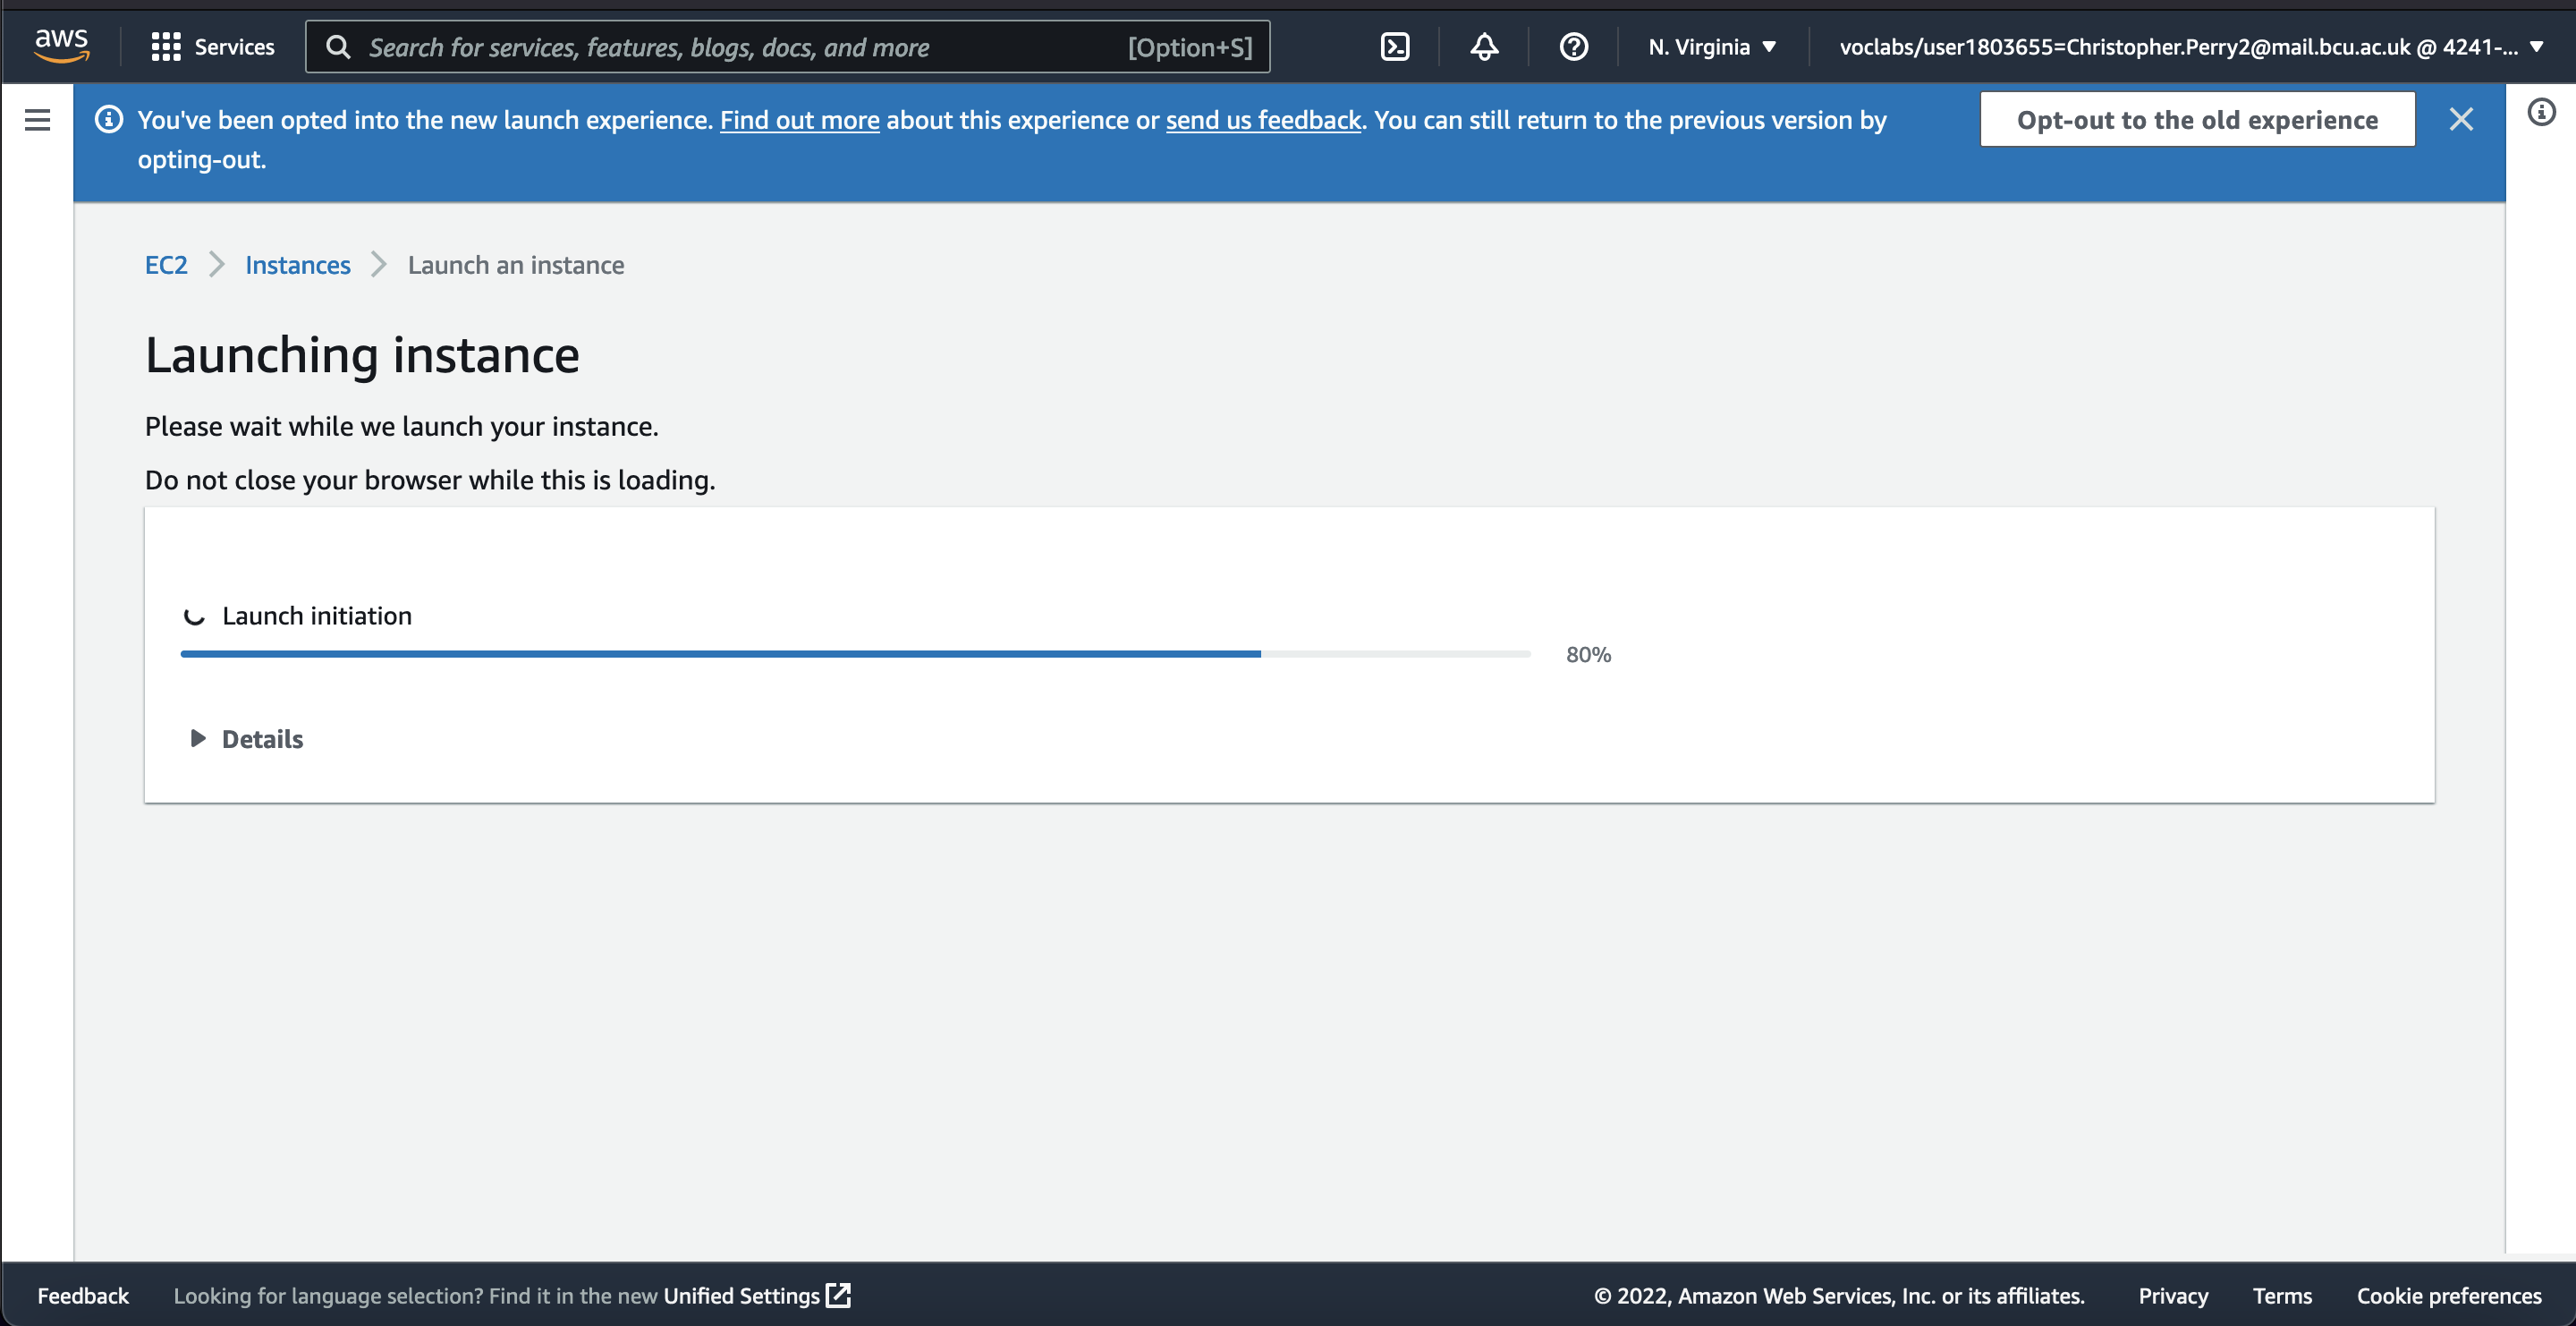 aws
Services
Search for services, features, blogs, docs, and more
[Option+S]
N. Virginia ▼
voclabs/user1803655=Christopher.Perry2@mail.bcu.ac.uk @ 4241-... ▼
You've been opted into the new launch experience. Find out more about this experience or send us feedback. You can still return to the previous version by
opting-out.
Opt-out to the old experience
EC2 > Instances > Launch an instance
Launching instance
Please wait while we launch your instance.
Do not close your browser while this is loading.
Launch initiation
80%
Details
Feedback
Looking for language selection? Find it in the new Unified Settings
© 2022, Amazon Web Services, Inc. or its affiliates.
Privacy
Terms
Cookie preferences